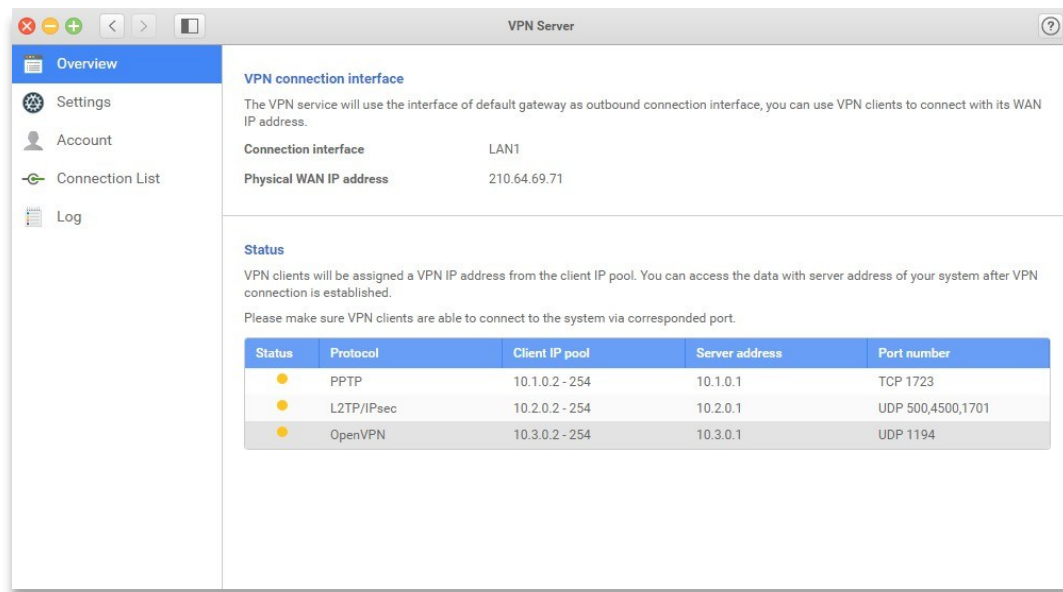 VPN Server
?
Overview
Settings
Account
Connection List
Log
VPN connection interface
The VPN service will use the interface of default gateway as outbound connection interface, you can use VPN clients to connect with its WAN
IP address.
Connection interface LAN1
Physical WAN IP address 210.64.69.71
Status
VPN clients will be assigned a VPN IP address from the client IP pool. You can access the data with server address of your system after VPN
connection is established.
Please make sure VPN clients are able to connect to the system via corresponded port.
Status Protocol Client IP pool Server address Port number
PPTP 10.1.0.2 - 254 10.1.0.1 TCP 1723
L2TP/IPsec 10.2.0.2 - 254 10.2.0.1 UDP 500,4500,1701
OpenVPN 10.3.0.2 - 254 10.3.0.1 UDP 1194